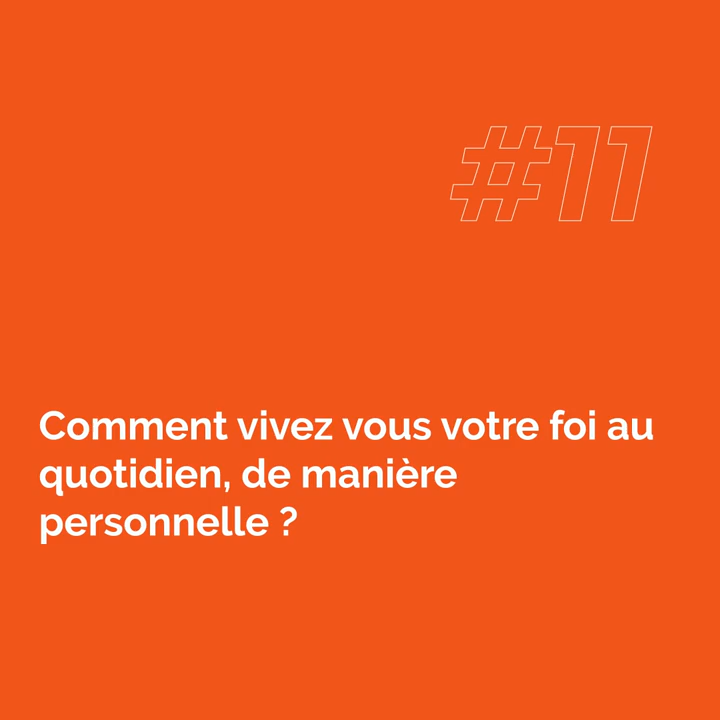 #11
Comment vivez vous votre foi au
quotidien, de manière
personnelle ?